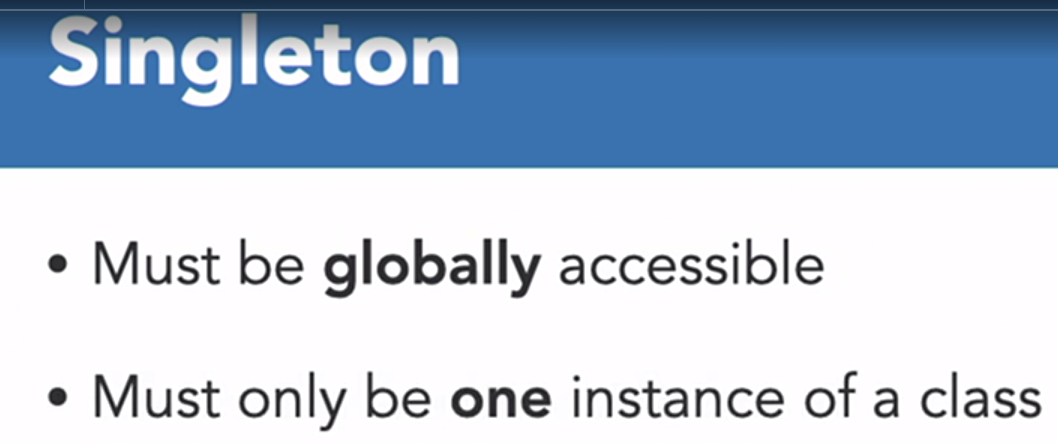 Singleton
• Must be globally accessible
• Must only be one instance of a class